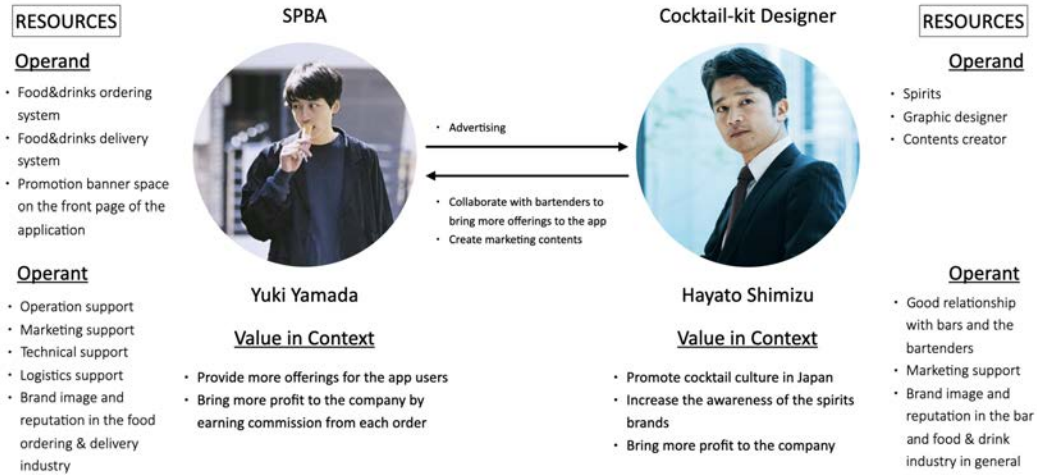 RESOURCES
Operand
• Food&drinks ordering
system
• Food&drinks delivery
system
• Promotion banner space
on the front page of the
application
Operant
• Operation support
• Marketing support
• Technical support
• Logistics support
• Brand image and
reputation in the food
ordering & delivery
industry
SPBA
Yuki Yamada
Value in Context
• Provide more offerings for the app users
• Bring more profit to the company by
earning commission from each order
• Advertising
• Collaborate with bartenders to
bring more offerings to the app
• Create marketing contents
Cocktail-kit Designer
Hayato Shimizu
Value in Context
• Promote cocktail culture in Japan
• Increase the awareness of the spirits
brands
• Bring more profit to the company
RESOURCES
Operand
• Spirits
• Graphic designer
• Contents creator
Operant
• Good relationship
with bars and the
bartenders
• Marketing support
• Brand image and
reputation in the bar
and food & drink
industry in general